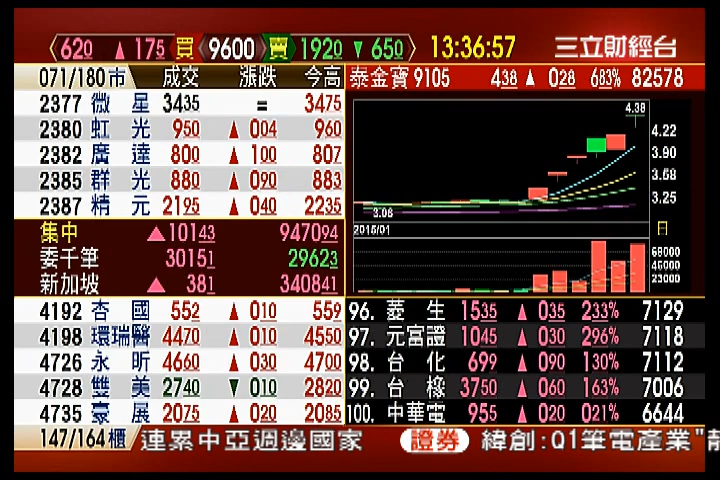 620 ▲ 175 買 9600 賣 1920 ▼ 650 13:36:57 三立財經台
071/180市 成交 漲跌 今高
2377 微星 3435 = 3475
2380 虹光 950 ▲ 004 960
2382 廣達 800 ▲ 100 807
2385 群光 880 ▲ 090 883
2387 精元 2195 ▲ 040 2235
集中 ▲10143 947094
委千筆 30151 29623
新加坡 ▲ 381 340841
4192 杏國 552 ▲ 010 559
4198 環瑞醫 4470 ▲ 010 4550
4726 永昕 4660 ▲ 030 4700
4728 雙美 2740 ▼ 010 2820
4735 豪展 2075 ▲ 020 2085
147/164櫃
泰金寶 9105 438 ▲ 028 683% 82578
4.38
4.22
3.90
3.58
3.25
3.06
2015/01
日
68000
46000
23000
96. 菱生 1535 ▲ 035 233% 7129
97. 元富證 1045 ▲ 030 296% 7118
98. 台化 699 ▲ 090 130% 7112
99. 台橡 3750 ▲ 060 163% 7006
100. 中華電 955 ▲ 020 021% 6644
連累中亞週邊國家 證券 緯創:Q1筆電產業"